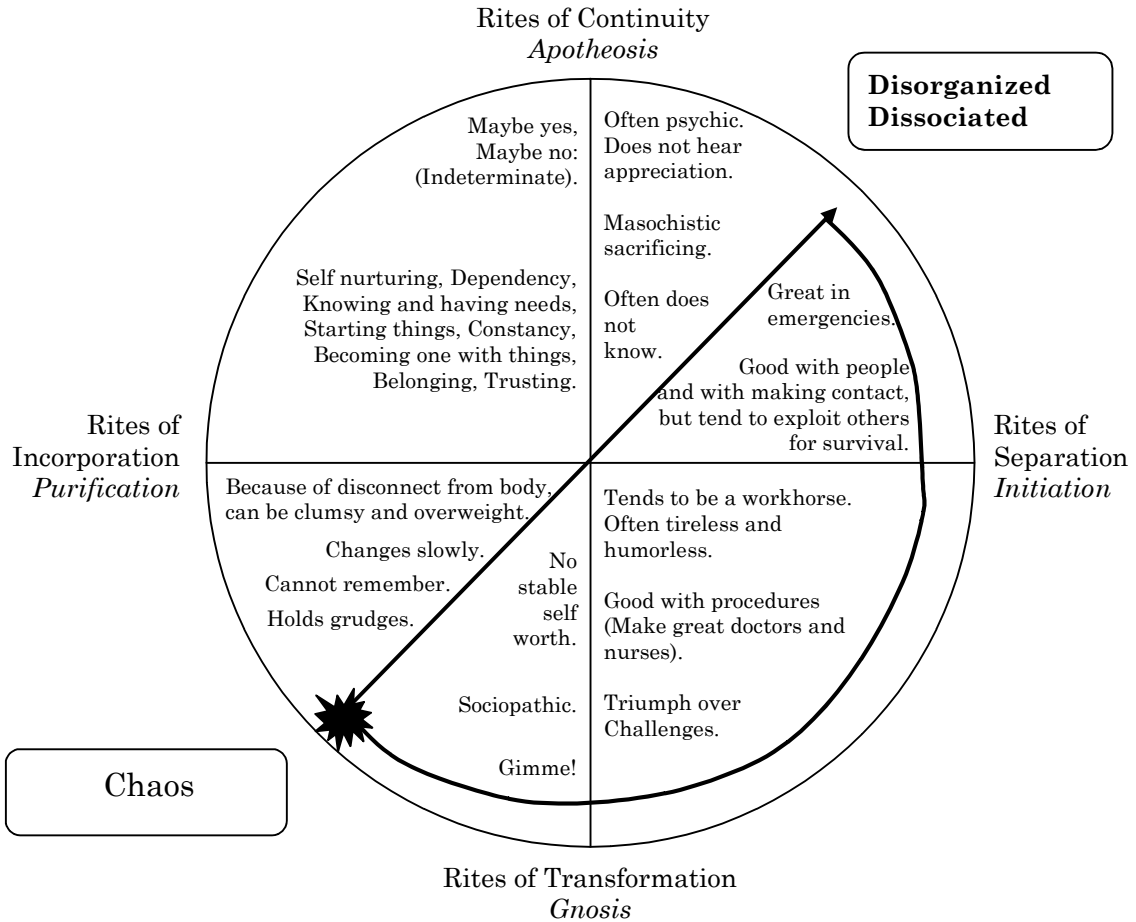 Rites of Continuity
Apotheosis
Disorganized
Dissociated
Maybe yes,
Maybe no:
(Indeterminate).
Self nurturing, Dependency,
Knowing and having needs,
Starting things, Constancy,
Becoming one with things,
Belonging, Trusting.
Often psychic.
Does not hear
appreciation.
Masochistic
sacrificing.
Often does
not
know.
Great in
emergencies.
Good with people
and with making contact,
but tend to exploit others
for survival.
Rites of
Incorporation
Purification
Rites of
Separation
Initiation
Because of disconnect from body,
can be clumsy and overweight.
Changes slowly.
Cannot remember.
Holds grudges.
No
stable
self
worth.
Sociopathic.
Gimme!
Tends to be a workhorse.
Often tireless and
humorless.
Good with procedures
(Make great doctors and
nurses).
Triumph over
Challenges.
Chaos
Rites of Transformation
Gnosis